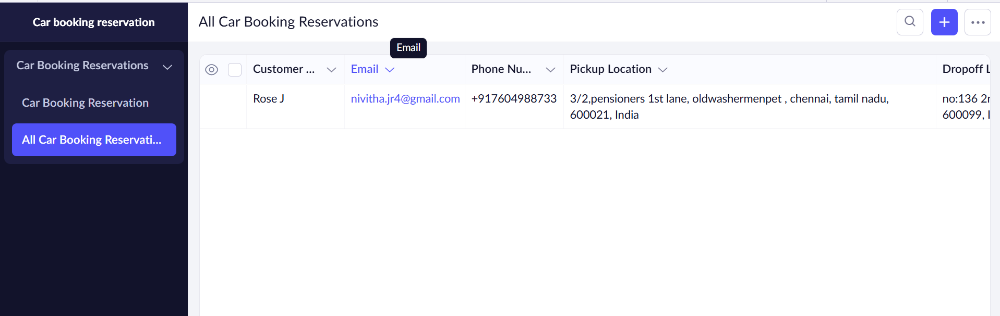 Car booking reservation
All Car Booking Reservations
Email
Car Booking Reservations
Car Booking Reservation
All Car Booking Reservati...
Customer ... Email Phone Nu... Pickup Location Dropoff L
Rose J nivitha.jr4@gmail.com +917604988733 3/2,pensioners 1st lane, oldwashermenpet , chennai, tamil nadu, no:136 2n
600021, India 600099, I